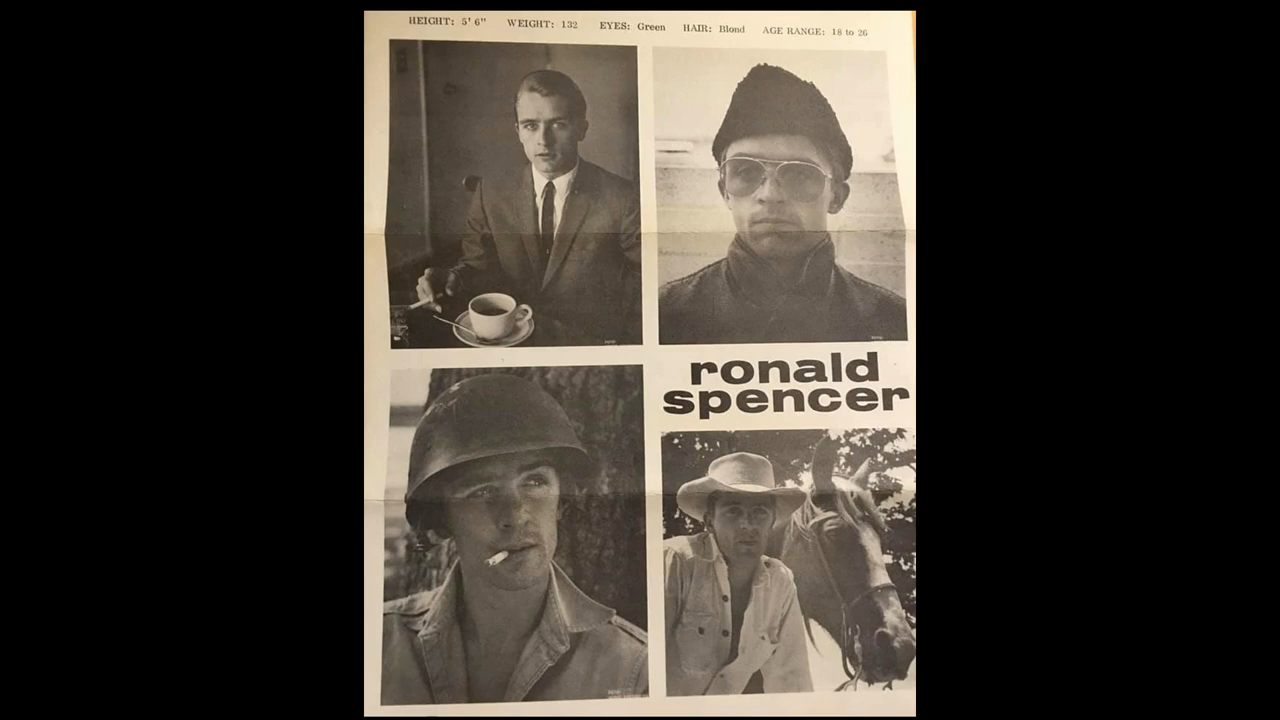 HEIGHT: 5' 6" WEIGHT: 132 EYES: Green HAIR: Blond AGE RANGE: 18 to 26
ronald
spencer